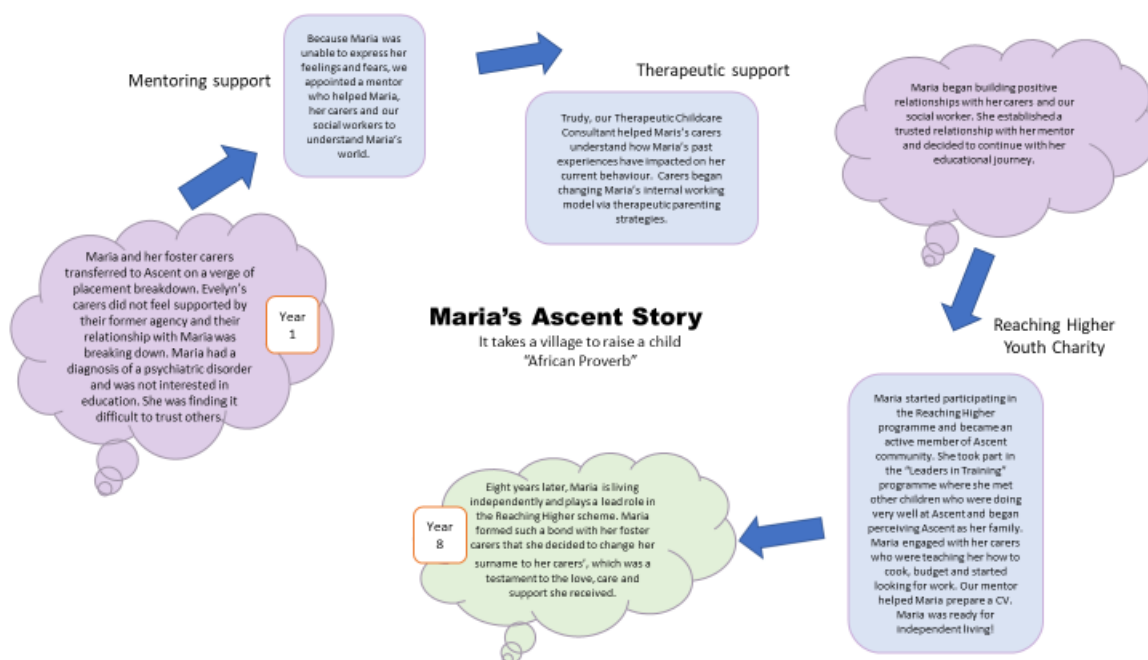 Maria and her foster carers
transferred to Ascent on a verge of
placement breakdown. Evelyn's
carers did not feel supported by
their former agency and their
relationship with Maria was
breaking down. Maria had a
diagnosis of a psychiatric disorder
and was not interested in
education. She was finding it
difficult to trust others.
Year
1
Mentoring support
Because Maria was
unable to express her
feelings and fears, we
appointed a mentor
who helped Maria,
her carers and our
social workers to
understand Maria's
world.
Therapeutic support
Trudy, our Therapeutic Childcare
Consultant helped Maris's carers
understand how Maria's past
experiences have impacted on her
current behaviour. Carers began
changing Maria's internal working
model via therapeutic parenting
strategies.
Maria began building positive
relationships with her carers and our
social worker. She established a
trusted relationship with her mentor
and decided to continue with her
educational journey.
Maria's Ascent Story
It takes a village to raise a child
"African Proverb"
Reaching Higher
Youth Charity
Maria started participating in
the Reaching Higher
programme and became an
active member of Ascent
community. She took part in
the "Leaders in Training"
programme where she met
other children who were doing
very well at Ascent and began
perceiving Ascent as her family.
Maria engaged with her carers
who were teaching her how to
cook, budget and started
looking for work. Our mentor
helped Maria prepare a CV.
Maria was ready for
independent living!
Year
8
Eight years later, Maria is living
independently and plays a lead role in
the Reaching Higher scheme. Maria
formed such a bond with her foster
carers that she decided to change her
surname to her carers', which was a
testament to the love, care and
support she received.